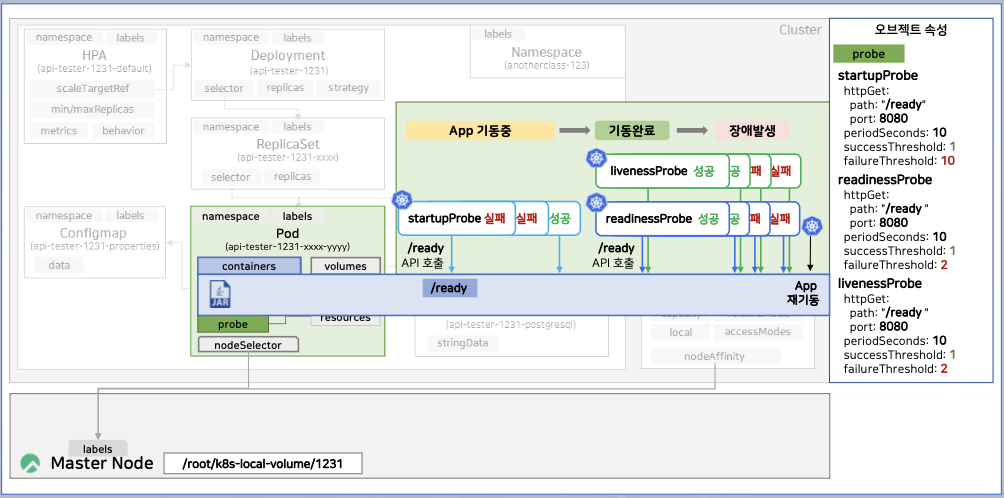 Cluster
namespace labels
HPA
(api-tester-1231-default)
scaleTargetRef
min/maxReplicas
metrics behavior
namespace labels
Deployment
(api-tester-1231)
selector replicas strategy
labels
Namespace
(anotherclass-123)
namespace labels
ReplicaSet
(api-tester-1231-xxxx)
selector replicas
namespace labels
Configmap
(api-tester-1231-properties)
data
namespace labels
Pod
(api-tester-1231-xxxx-yyyy)
containers volumes
JAR
probe
resources
nodeSelector
App 기동중
기동완료
장애발생
livenessProbe 성공 공 패 실패
startupProbe 실패 실패 성공
readinessProbe 성공 공 패 실패
/ready
API 호출
/ready
API 호출
/ready
App
재기동
(api-tester-1231-postgresql)
stringData
local accessModes
nodeAffinity
labels
Master Node
/root/k8s-local-volume/1231
오브젝트 속성
probe
startupProbe
httpGet:
path: "/ready"
port: 8080
periodSeconds: 10
successThreshold: 1
failureThreshold: 10
readinessProbe
httpGet:
path: "/ready "
port: 8080
periodSeconds: 10
successThreshold: 1
failureThreshold: 2
livenessProbe
httpGet:
path: "/ready "
port: 8080
periodSeconds: 10
successThreshold: 1
failureThreshold: 2